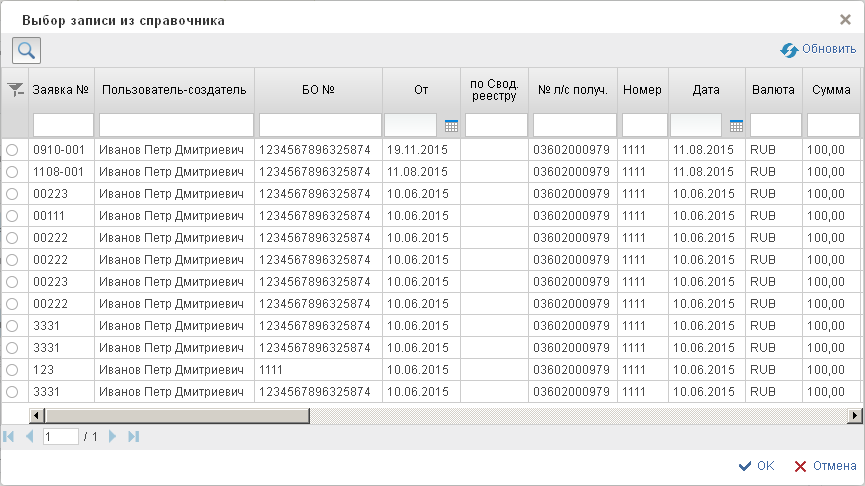 Выбор записи из справочника
Обновить
Заявка № Пользователь-создатель БО № От по Свод. реестру № л/с получ. Номер Дата Валюта Сумма
0910-001 Иванов Петр Дмитриевич 1234567896325874 19.11.2015 03602000979 1111 11.08.2015 RUB 100,00
1108-001 Иванов Петр Дмитриевич 1234567896325874 11.08.2015 03602000979 1111 11.08.2015 RUB 100,00
00223 Иванов Петр Дмитриевич 1234567896325874 10.06.2015 03602000979 1111 10.06.2015 RUB 100,00
00111 Иванов Петр Дмитриевич 1234567896325874 10.06.2015 03602000979 1111 10.06.2015 RUB 100,00
00222 Иванов Петр Дмитриевич 1234567896325874 10.06.2015 03602000979 1111 10.06.2015 RUB 100,00
00222 Иванов Петр Дмитриевич 1234567896325874 10.06.2015 03602000979 1111 10.06.2015 RUB 100,00
00223 Иванов Петр Дмитриевич 1234567896325874 10.06.2015 03602000979 1111 10.06.2015 RUB 100,00
00222 Иванов Петр Дмитриевич 1234567896325874 10.06.2015 03602000979 1111 10.06.2015 RUB 100,00
3331 Иванов Петр Дмитриевич 1234567896325874 10.06.2015 03602000979 1111 10.06.2015 RUB 100,00
3331 Иванов Петр Дмитриевич 1234567896325874 10.06.2015 03602000979 1111 10.06.2015 RUB 100,00
123 Иванов Петр Дмитриевич 1111 10.06.2015 03602000979 1111 10.06.2015 RUB 100,00
3331 Иванов Петр Дмитриевич 1234567896325874 10.06.2015 03602000979 1111 10.06.2015 RUB 100,00
1 / 1
OK Отмена